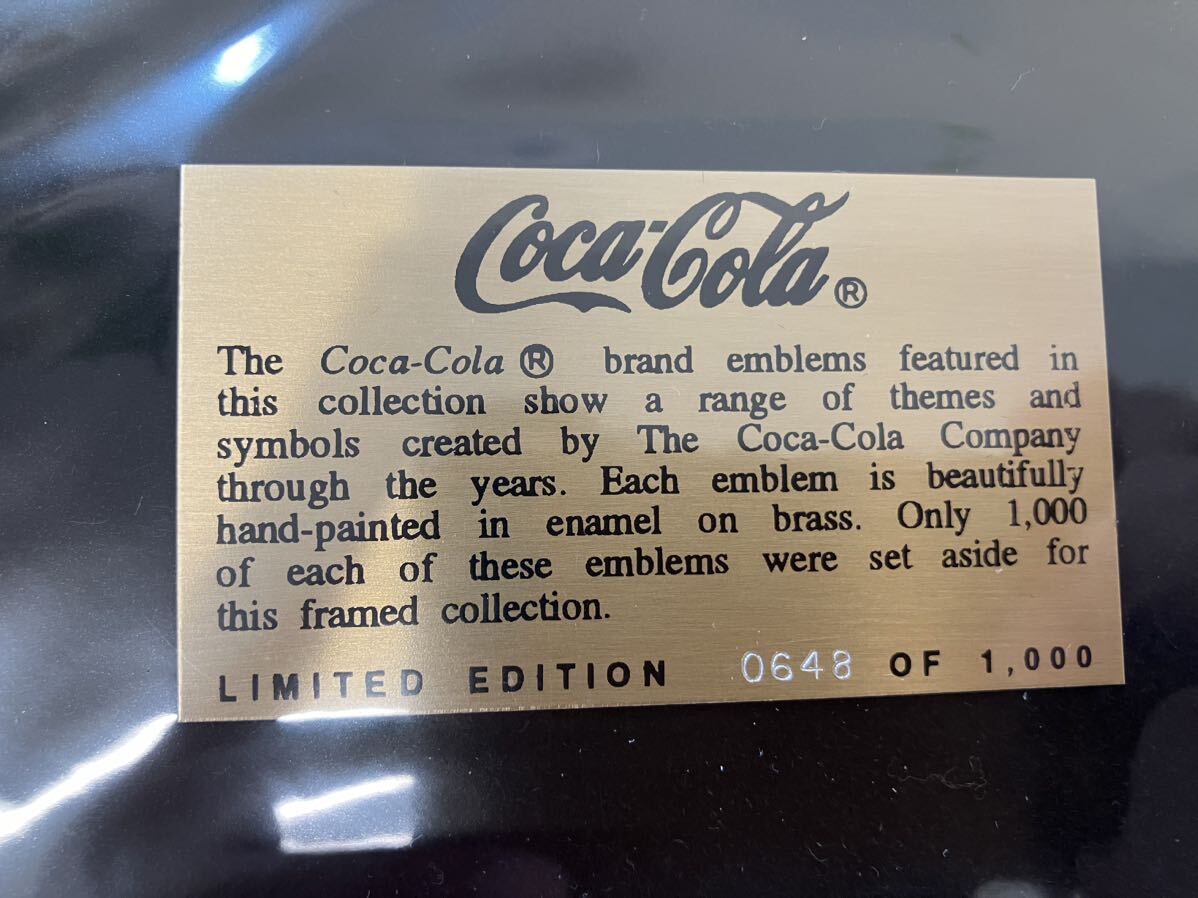 Coca-Cola ®
The Coca-Cola ® brand emblems featured in
this collection show a range of themes and
symbols created by The Coca-Cola Company
through the years. Each emblem is beautifully
hand-painted in enamel on brass. Only 1,000
of each of these emblems were set aside for
this framed collection.
LIMITED EDITION 0648 OF 1,000